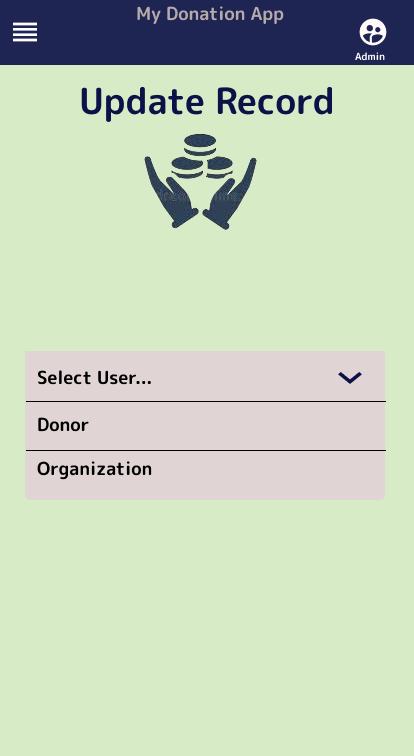 My Donation App
Admin
Update Record
Select User...
Donor
Organization